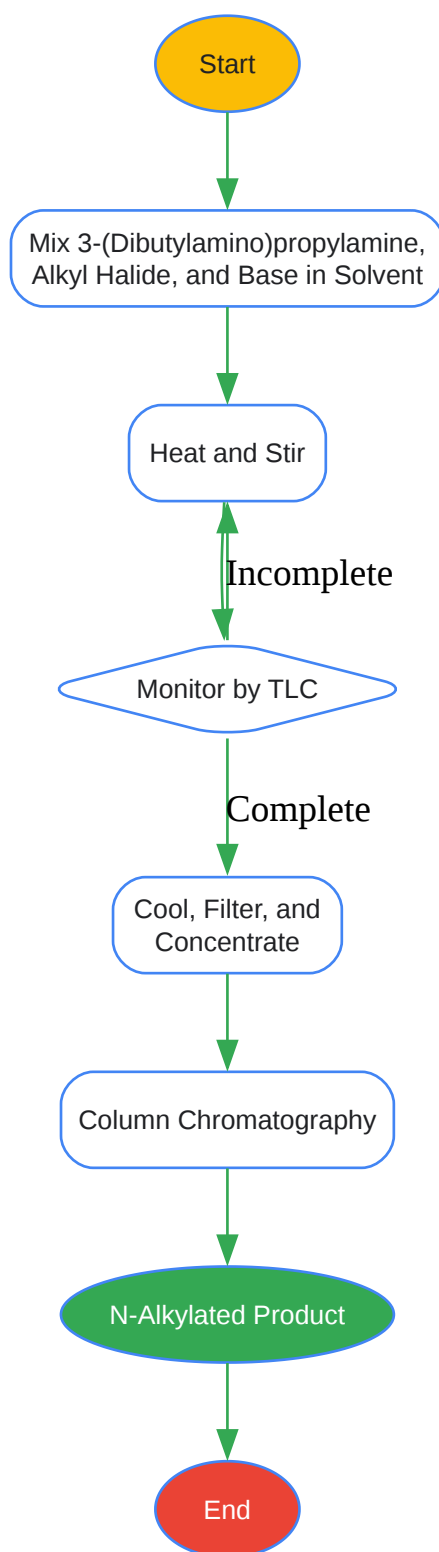 Start
Mix 3-(Dibutylamino)propylamine,
Alkyl Halide, and Base in Solvent
Heat and Stir
Incomplete
Monitor by TLC
Complete
Cool, Filter, and
Concentrate
Column Chromatography
N-Alkylated Product
End